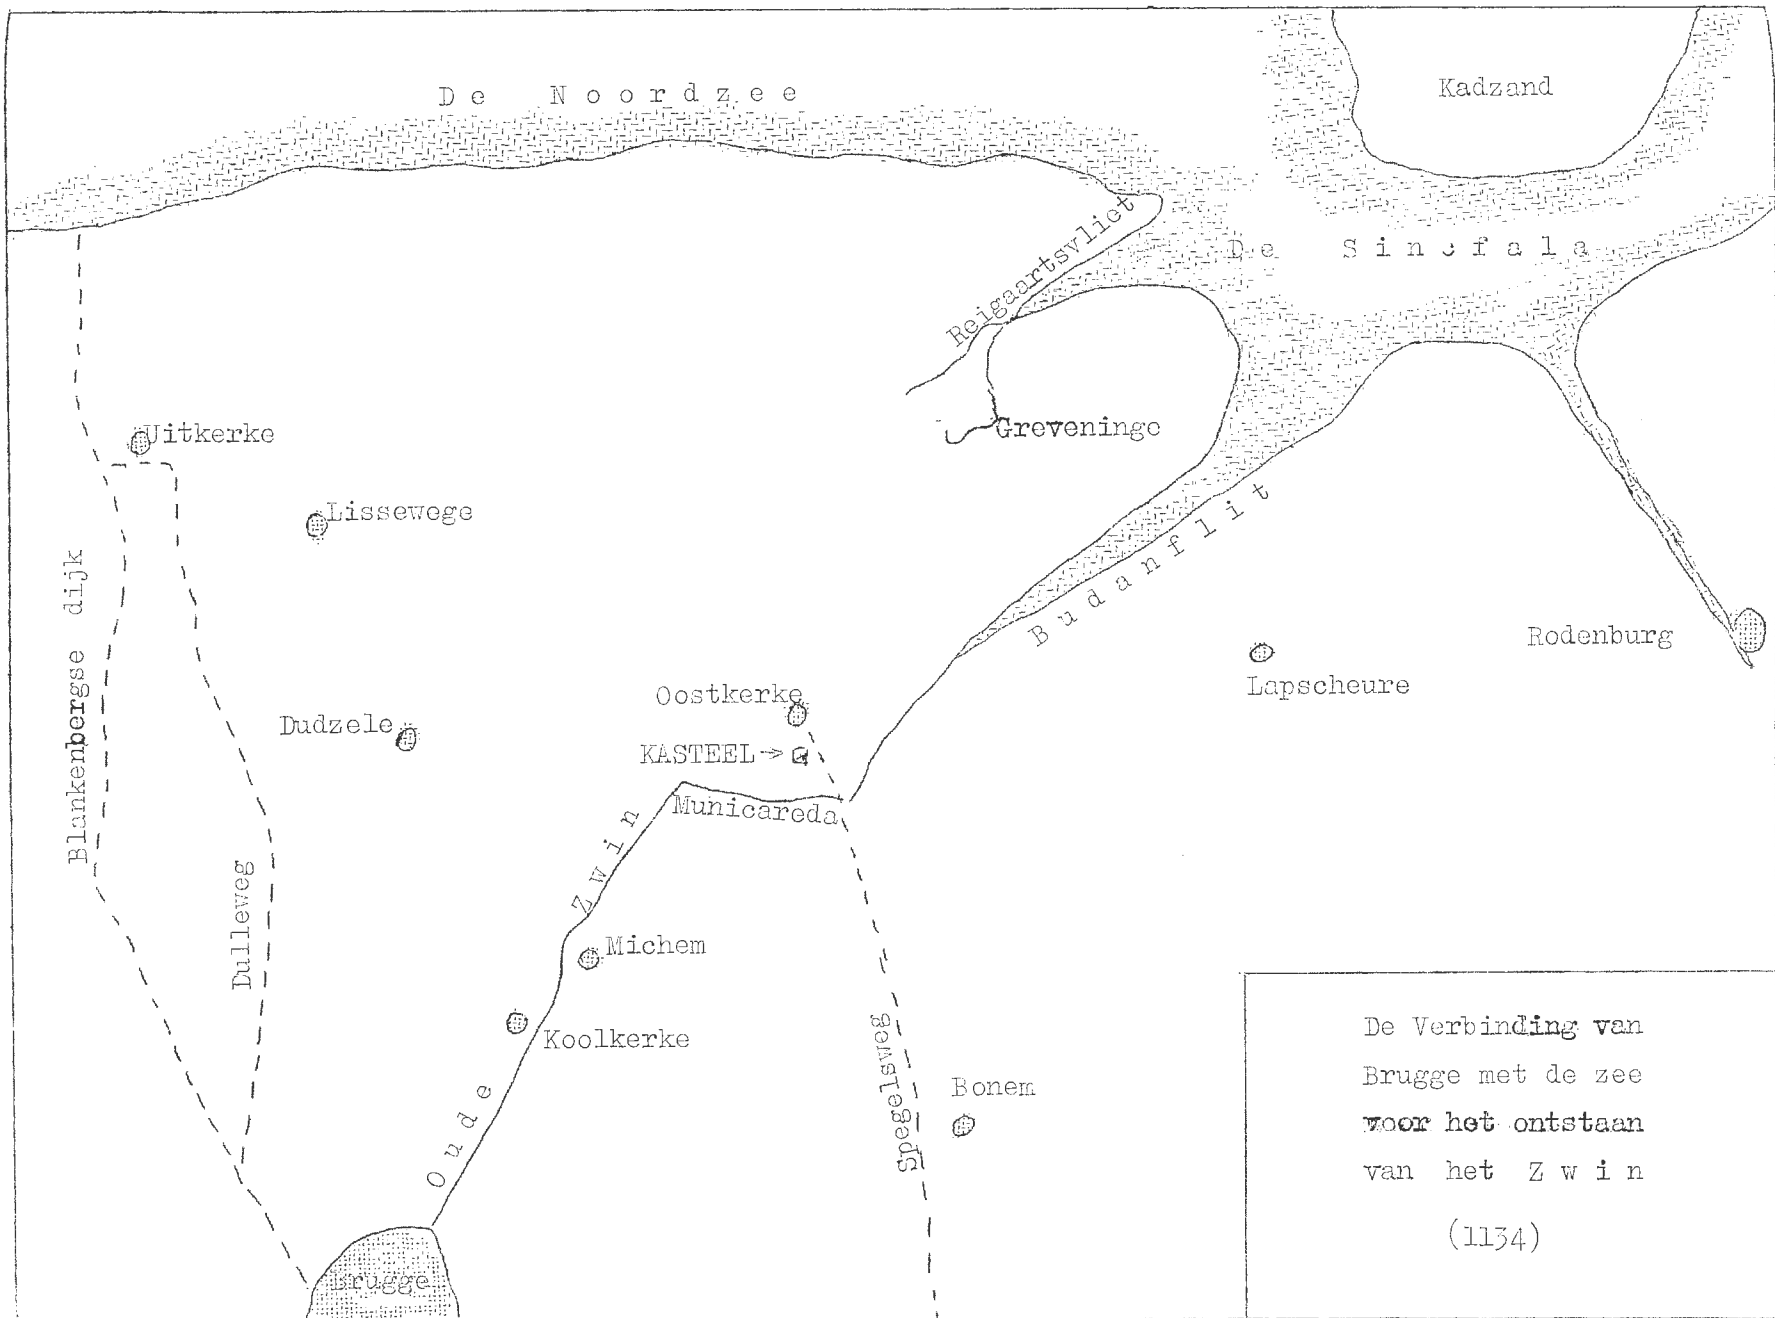 De Noordzee
Kadzand
De Sinefala
Reigaartsvliet
Greveninge
Uitkerke
Lissewege
Budanflit
Blankenbergse dijk
Rodenburg
Lapscheure
Oostkerke
Dudzele
KASTEEL
Municareda
Oude Zwin
Dulleweg
Michem
Koolkerke
Spegelsweg
Bonem
Brugge
De Verbinding van
Brugge met de zee
voor het ontstaan
van het Zwin
(1134)